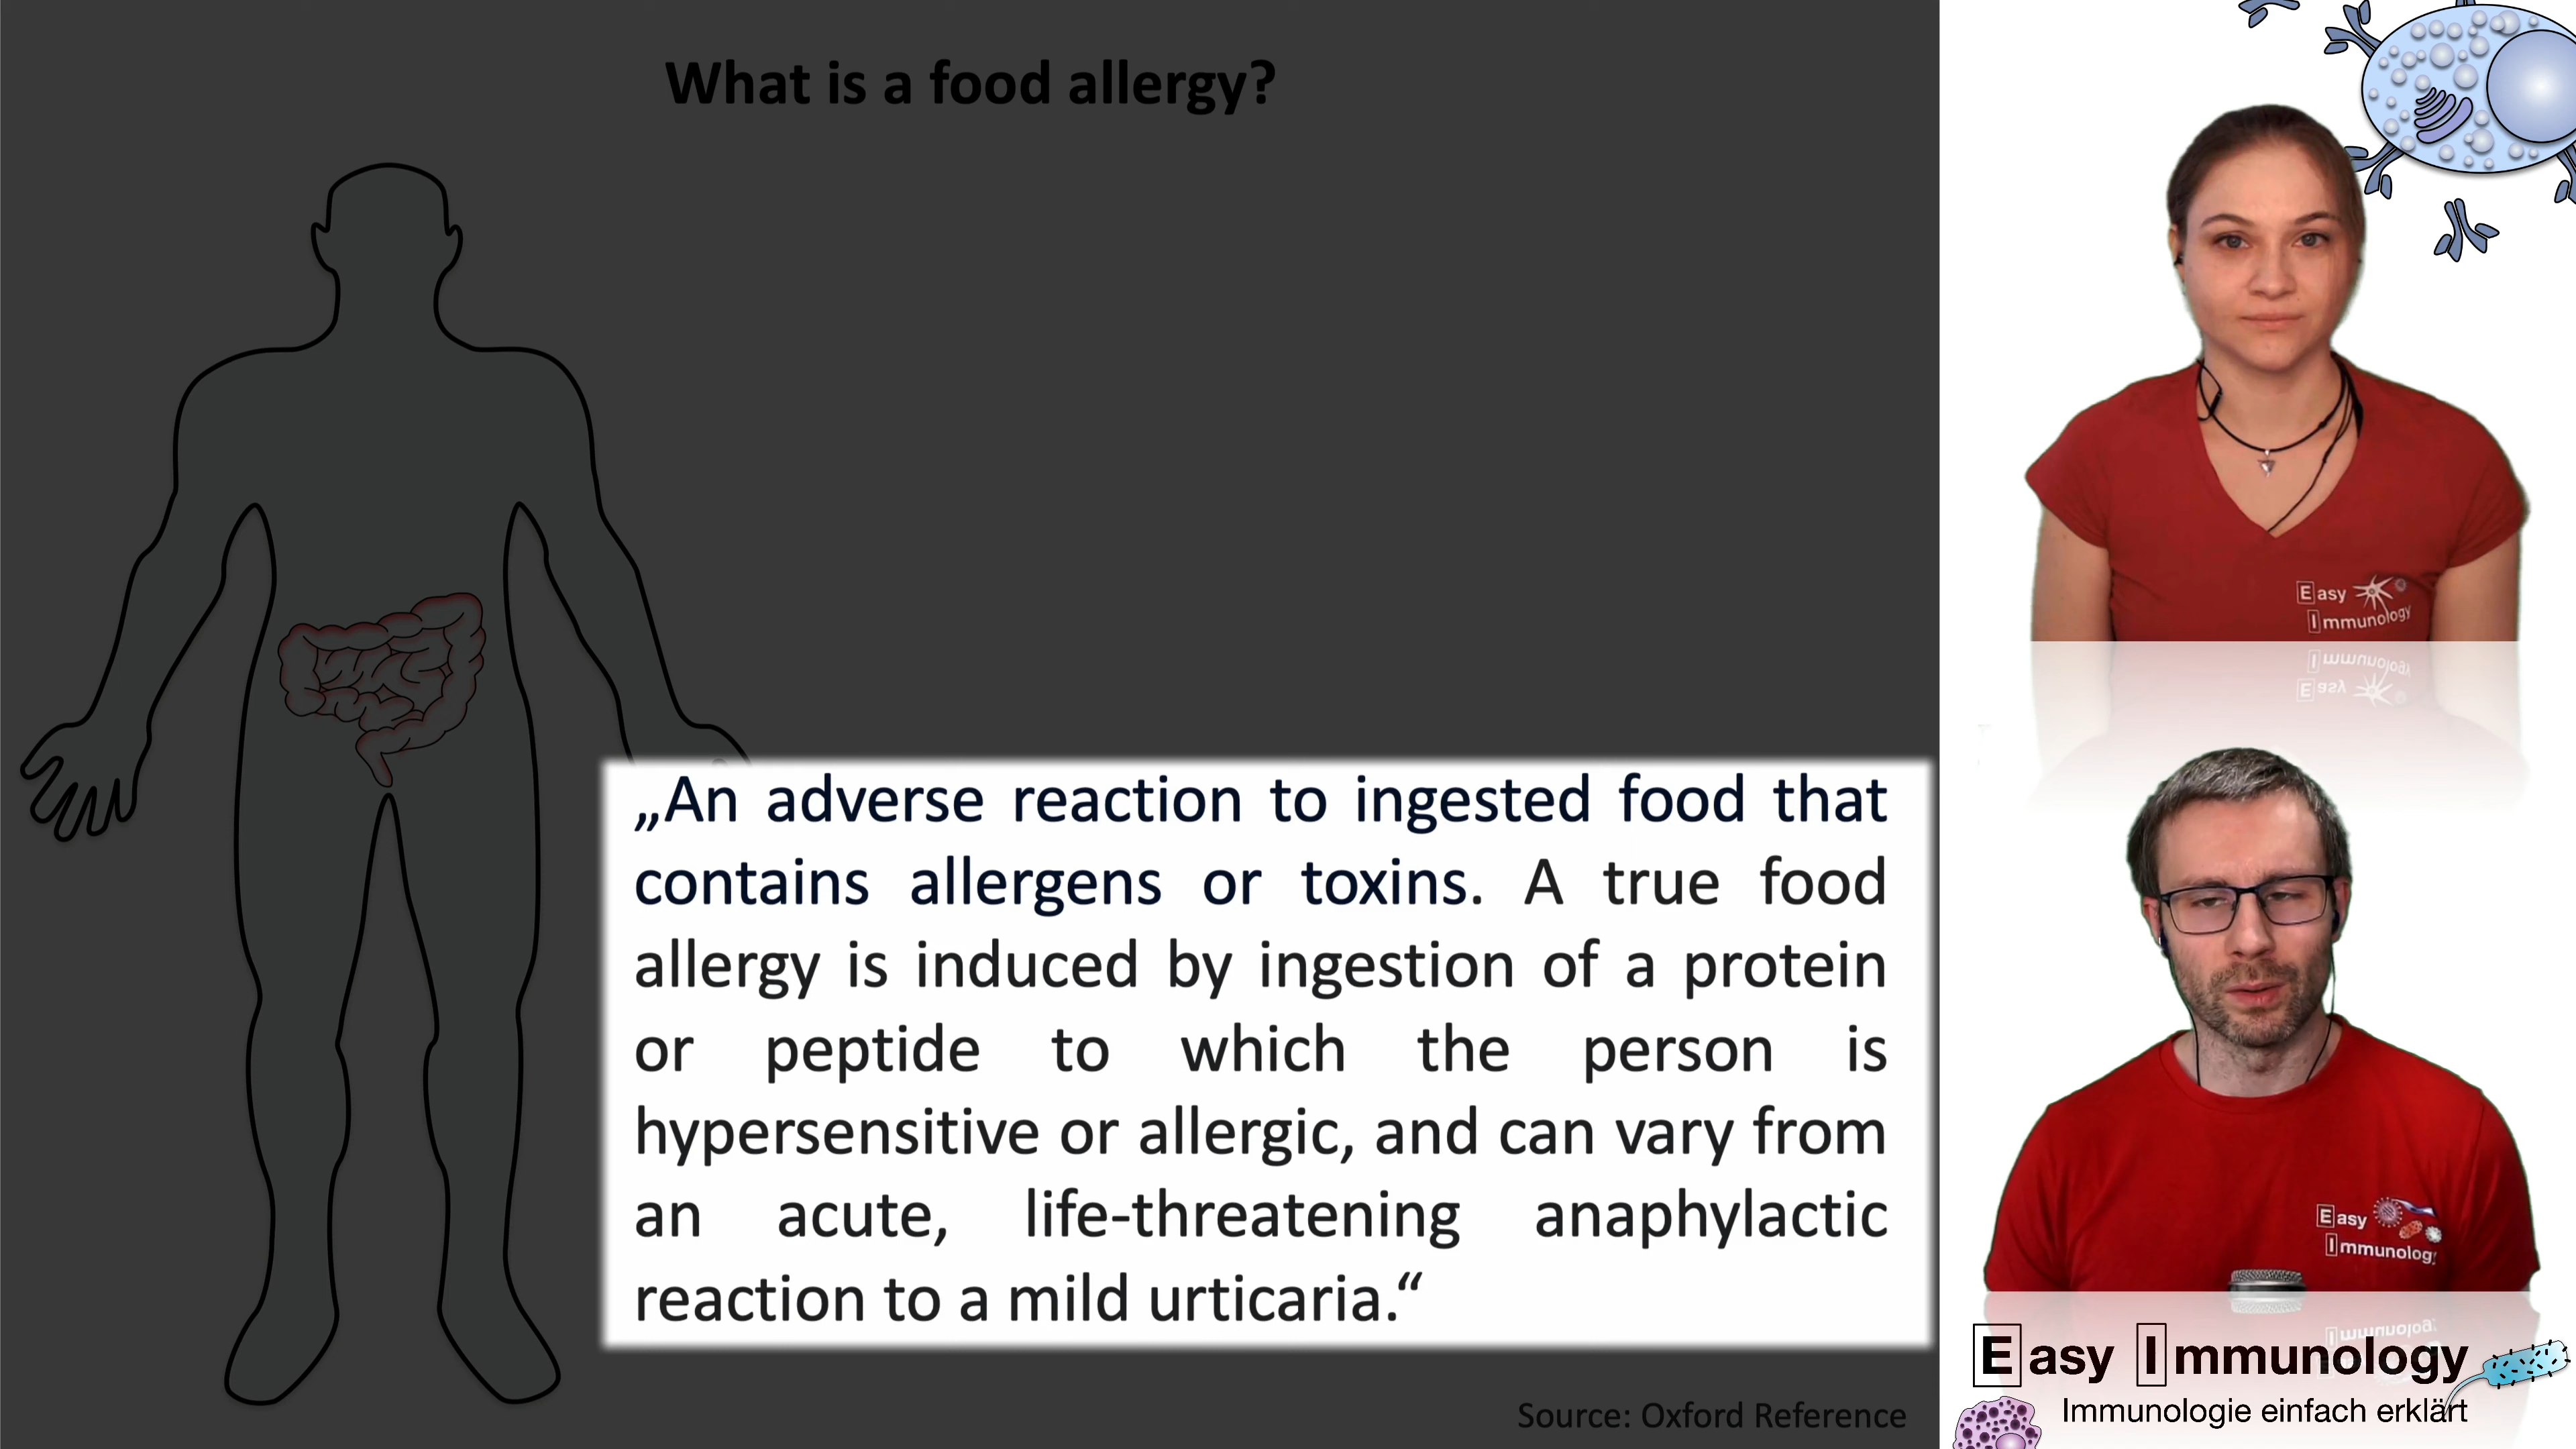 What is a food allergy?
„An adverse reaction to ingested food that
contains allergens or toxins. A true food
allergy is induced by ingestion of a protein
or peptide to which the person is
hypersensitive or allergic, and can vary from
an acute, life-threatening anaphylactic
reaction to a mild urticaria.“
Source: Oxford Reference
Easy
Immunology
Easy
Immunology
Easy Immunology
Immunologie einfach erklärt